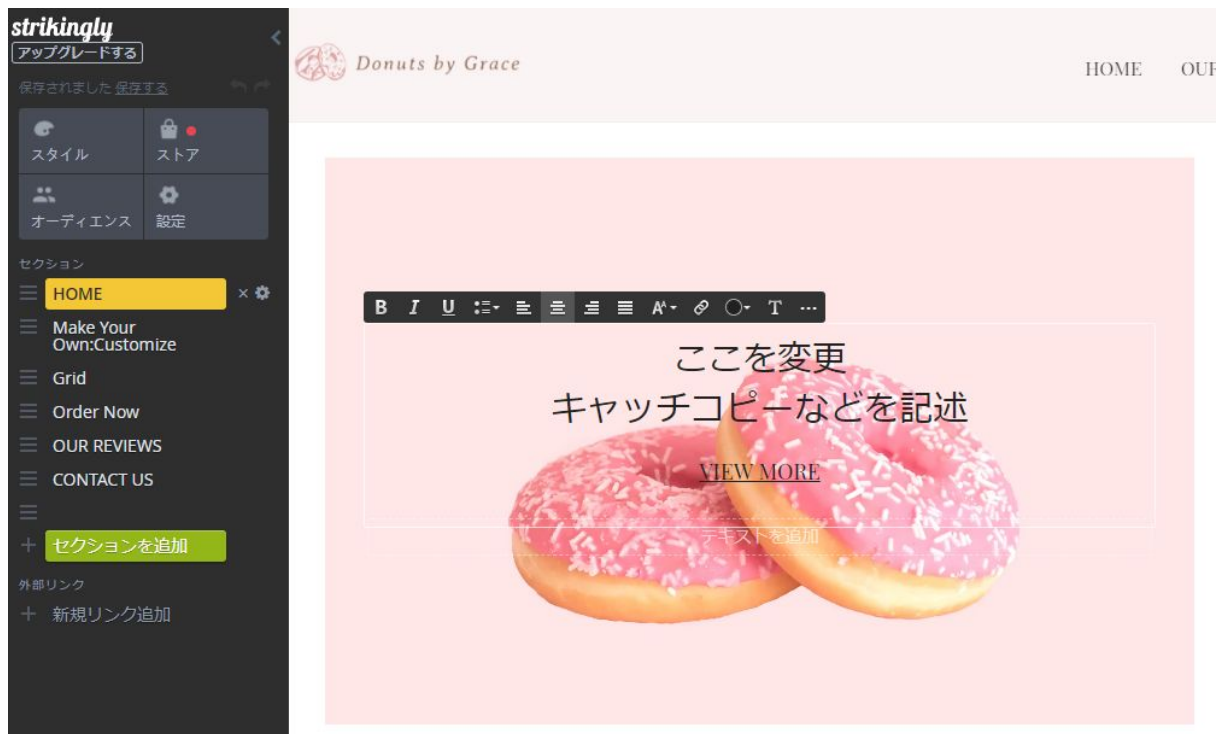 strikingly
アップグレードする
保存されました 保存する
スタイル
ストア
オーディエンス
設定
セクション
HOME
Make Your
Own:Customize
Grid
Order Now
OUR REVIEWS
CONTACT US
セクションを追加
外部リンク
新規リンク追加
Donuts by Grace
HOME
OUR
B I U
T
ここを変更
キャッチコピーなどを記述
VIEW MORE
テキストを追加